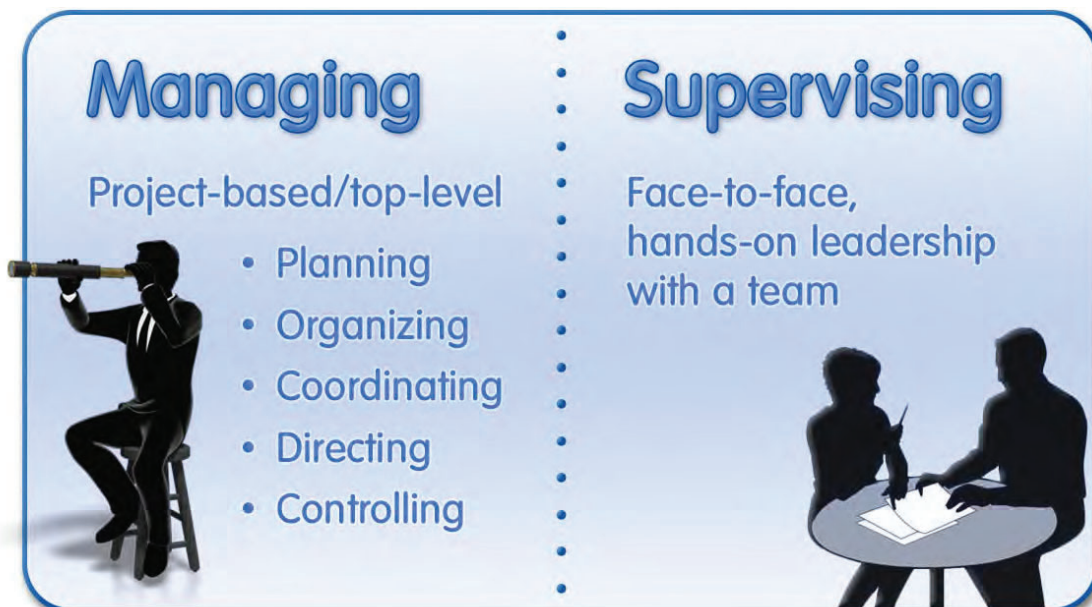 Managing
Project-based/top-level
• Planning
• Organizing
• Coordinating
• Directing
• Controlling
Supervising
Face-to-face,
hands-on leadership
with a team